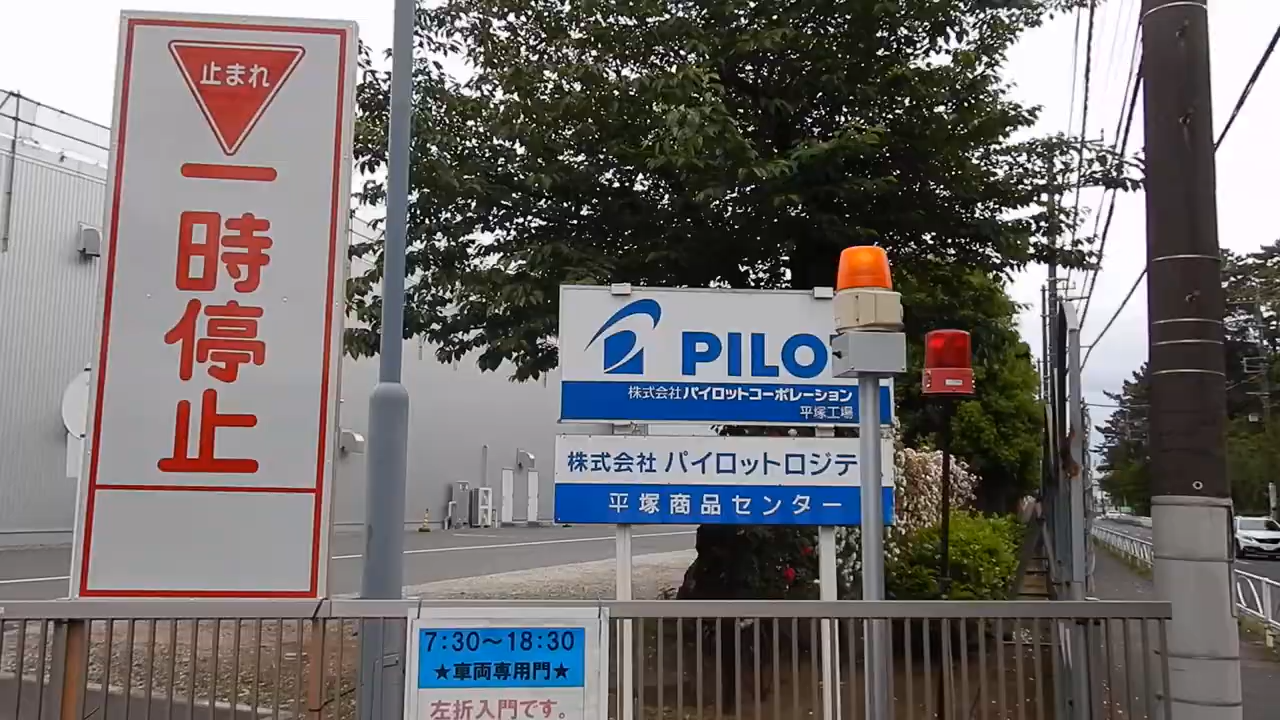 止まれ
一時停止
PILO
株式会社パイロットコーポレーション
平塚工場
株式会社 パイロットロジテ
平塚商品センター
7:30～18:30
★車両専用門★
左折入門です。